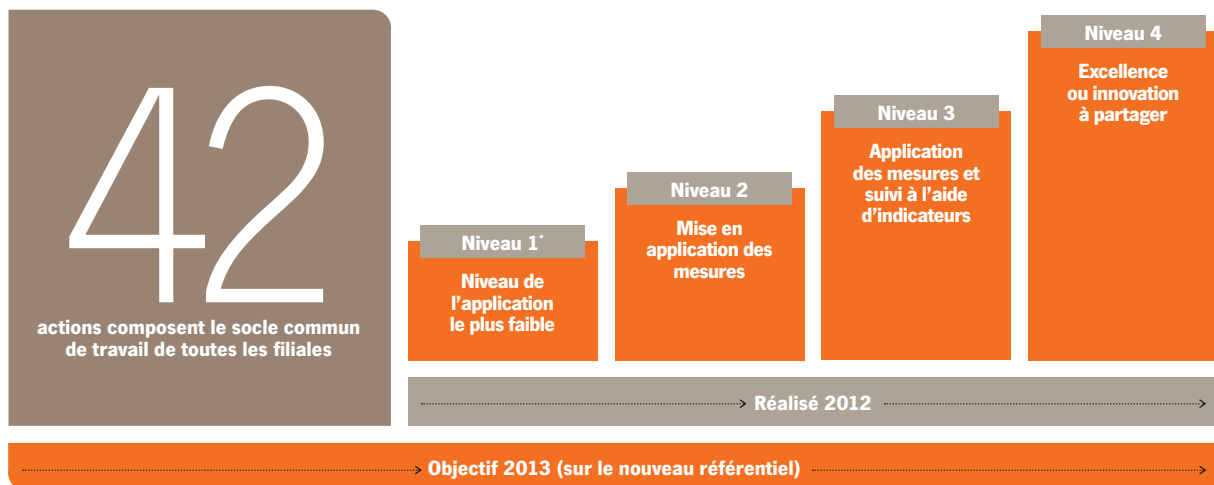 42
actions composent le socle commun
de travail de toutes les filiales
Niveau 1*
Niveau de
l’application
le plus faible
Niveau 2
Mise en
application des
mesures
Niveau 3
Application
des mesures et
suivi à l’aide
d’indicateurs
Niveau 4
Excellence
ou innovation
à partager
Réalisé 2012
Objectif 2013 (sur le nouveau référentiel)